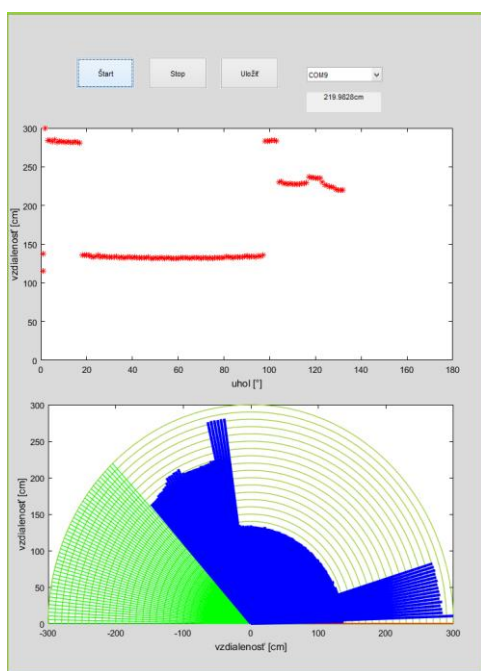 Štart Stop Uložiť COM9
219.9828cm
300
250
200
150
100
50
0
vzdialenosť [cm]
0 20 40 60 80 100 120 140 160 180
uhol [°]
300
250
200
150
100
50
0
vzdialenosť [cm]
-300 -200 -100 0 100 200 300
vzdialenosť [cm]